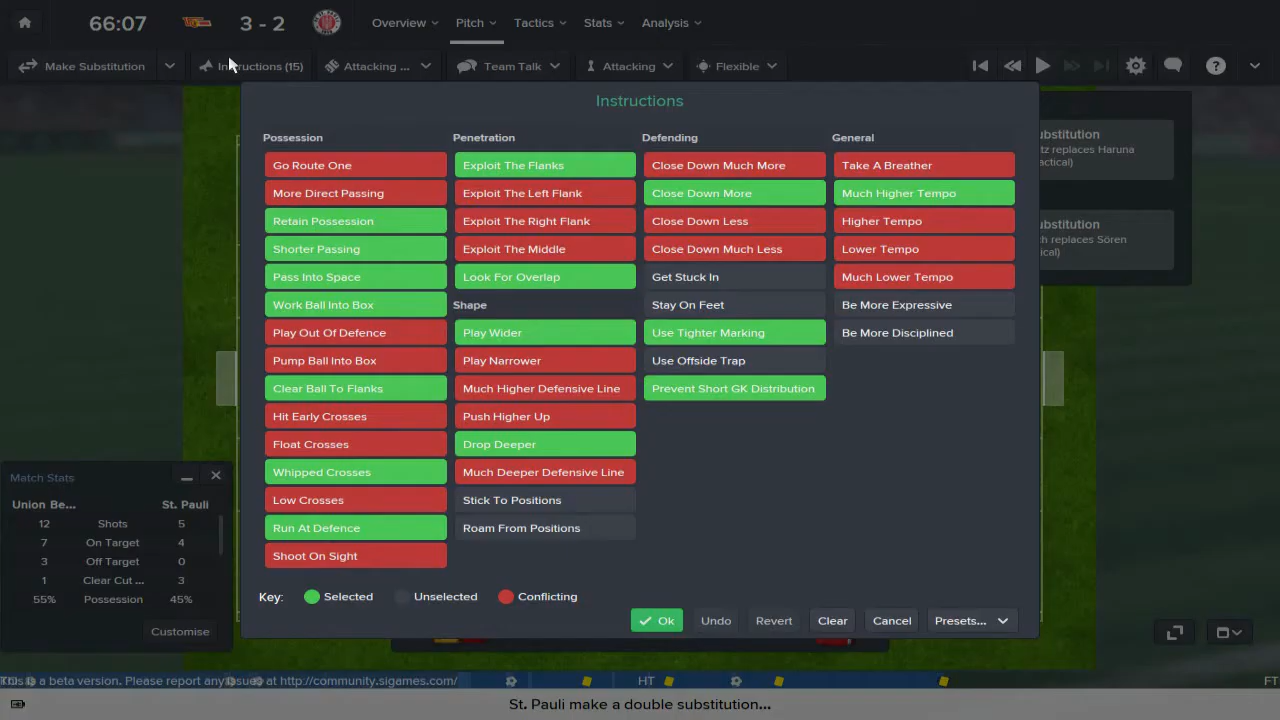 66:07
3 - 2
Overview
Pitch
Tactics
Stats
Analysis
Make Substitution
Instructions (15)
Attacking ...
Team Talk
Attacking
Flexible
Instructions
Possession
Go Route One
More Direct Passing
Retain Possession
Shorter Passing
Pass Into Space
Work Ball Into Box
Play Out Of Defence
Pump Ball Into Box
Clear Ball To Flanks
Hit Early Crosses
Float Crosses
Whipped Crosses
Low Crosses
Run At Defence
Shoot On Sight
Penetration
Exploit The Flanks
Exploit The Left Flank
Exploit The Right Flank
Exploit The Middle
Look For Overlap
Shape
Play Wider
Play Narrower
Much Higher Defensive Line
Push Higher Up
Drop Deeper
Much Deeper Defensive Line
Stick To Positions
Roam From Positions
Defending
Close Down Much More
Close Down More
Close Down Less
Close Down Much Less
Get Stuck In
Stay On Feet
Use Tighter Marking
Use Offside Trap
Prevent Short GK Distribution
General
Take A Breather
Much Higher Tempo
Higher Tempo
Lower Tempo
Much Lower Tempo
Be More Expressive
Be More Disciplined
Key: Selected Unselected Conflicting
Ok
Undo
Revert
Clear
Cancel
Presets...
replaces Haruna
replaces Sören
Match Stats
Union Be... St. Pauli
12 Shots 5
7 On Target 4
3 Off Target 0
1 Clear Cut ... 3
55% Possession 45%
Customise
This is a beta version. Please report any issues at http://community.sigames.com/
HT
FT
St. Pauli make a double substitution...